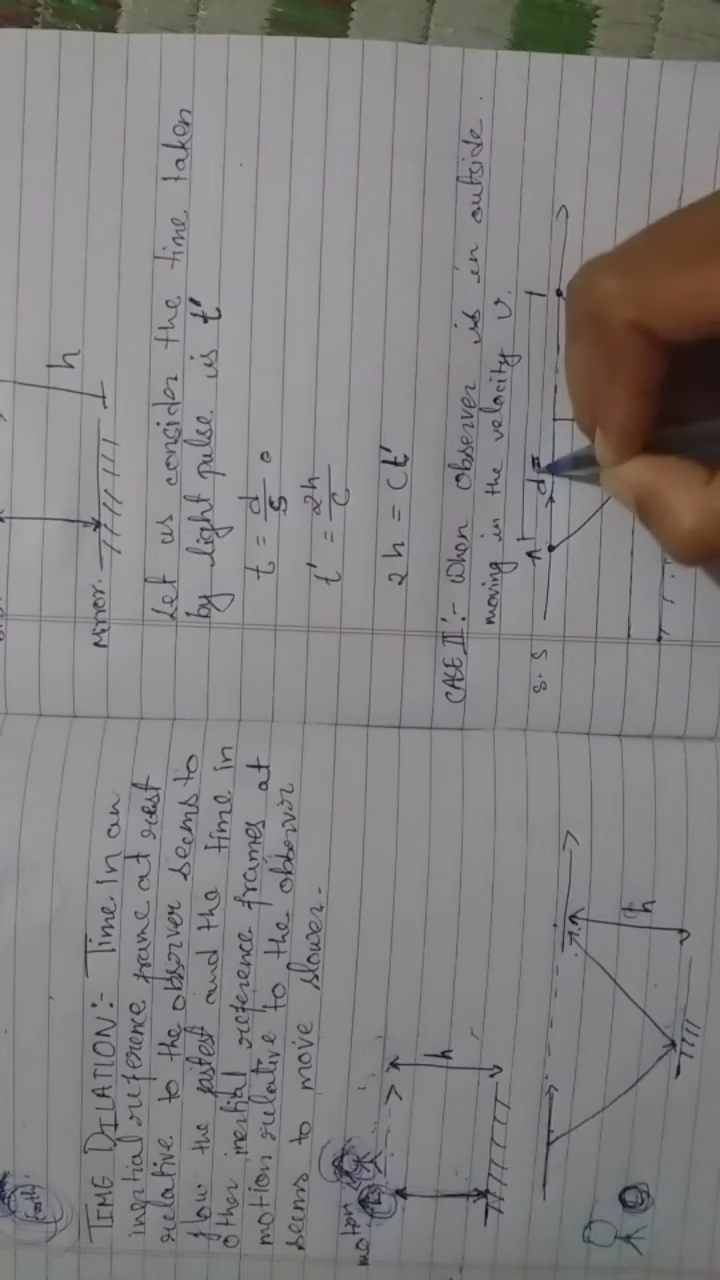 TIME DILATION:- Time in an
inertial reference frame at rest
relative to the observer seems to
flow the fastest and the time in
other inertial reference frames at
motion relative to the observer
seems to move slower.
motion
h
h
h
Mirror.
Let us consider the time taken
by light pulse is t'
t = d/s
t' = 2h/c
2h = ct'
CASE II:- When observer is in outside
moving in the velocity v.
S.S
d